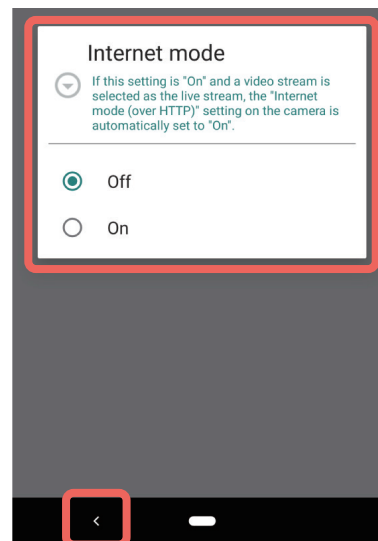 Internet mode
If this setting is "On" and a video stream is
selected as the live stream, the "Internet
mode (over HTTP)" setting on the camera is
automatically set to "On".
Off
On